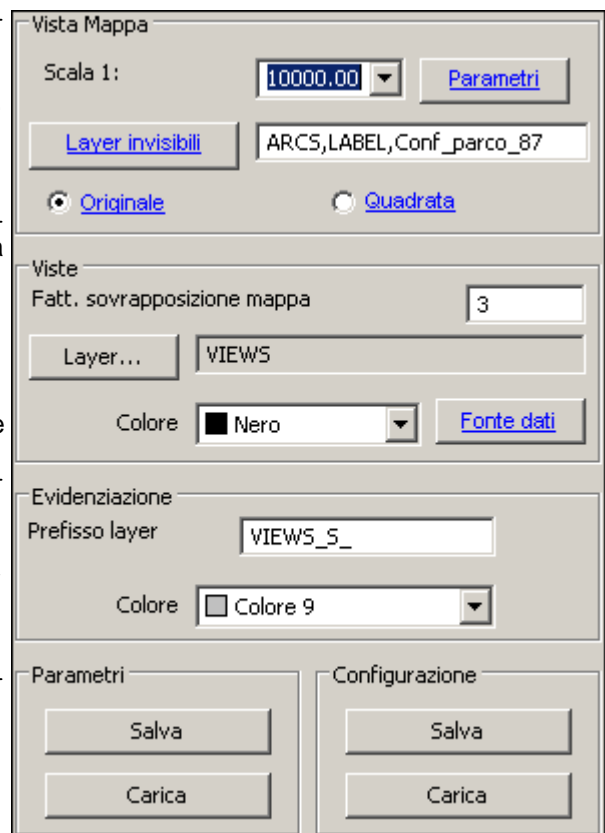 Vista Mappa
Scala 1: 10000.00 Parametri
Layer invisibili ARCS,LABEL,Conf_parco_87
Originale Quadrata
Viste
Fatt. sovrapposizione mappa 3
Layer... VIEWS
Colore Nero Fonte dati
Evidenziazione
Prefisso layer VIEWS_S_
Colore Colore 9
Parametri Configurazione
Salva Salva
Carica Carica